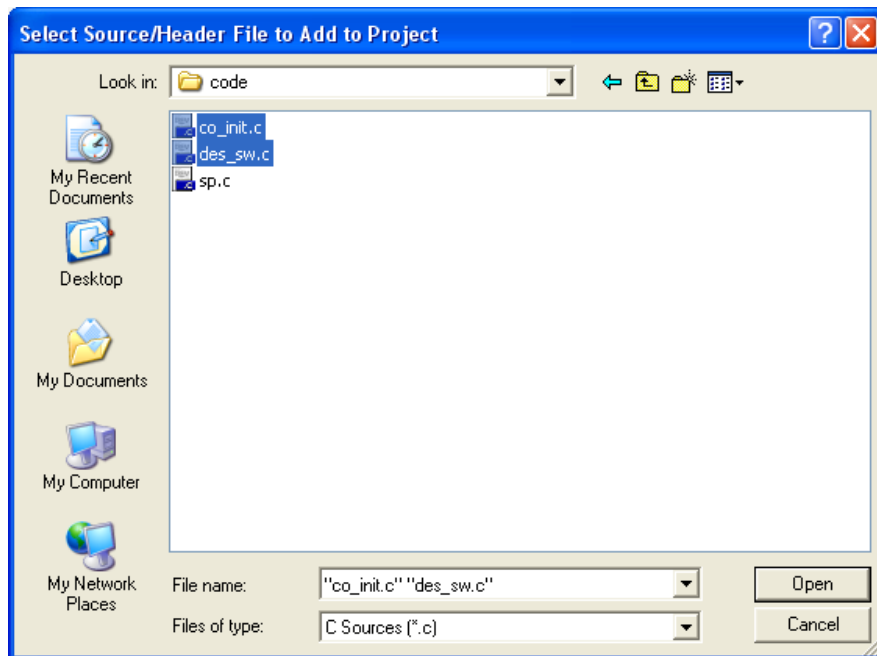 Select Source/Header File to Add to Project
Look in: code
co_init.c
des_sw.c
sp.c
My Recent
Documents
Desktop
My Documents
My Computer
My Network
Places
File name: "co_init.c" "des_sw.c" Open
Files of type: C Sources (*.c) Cancel